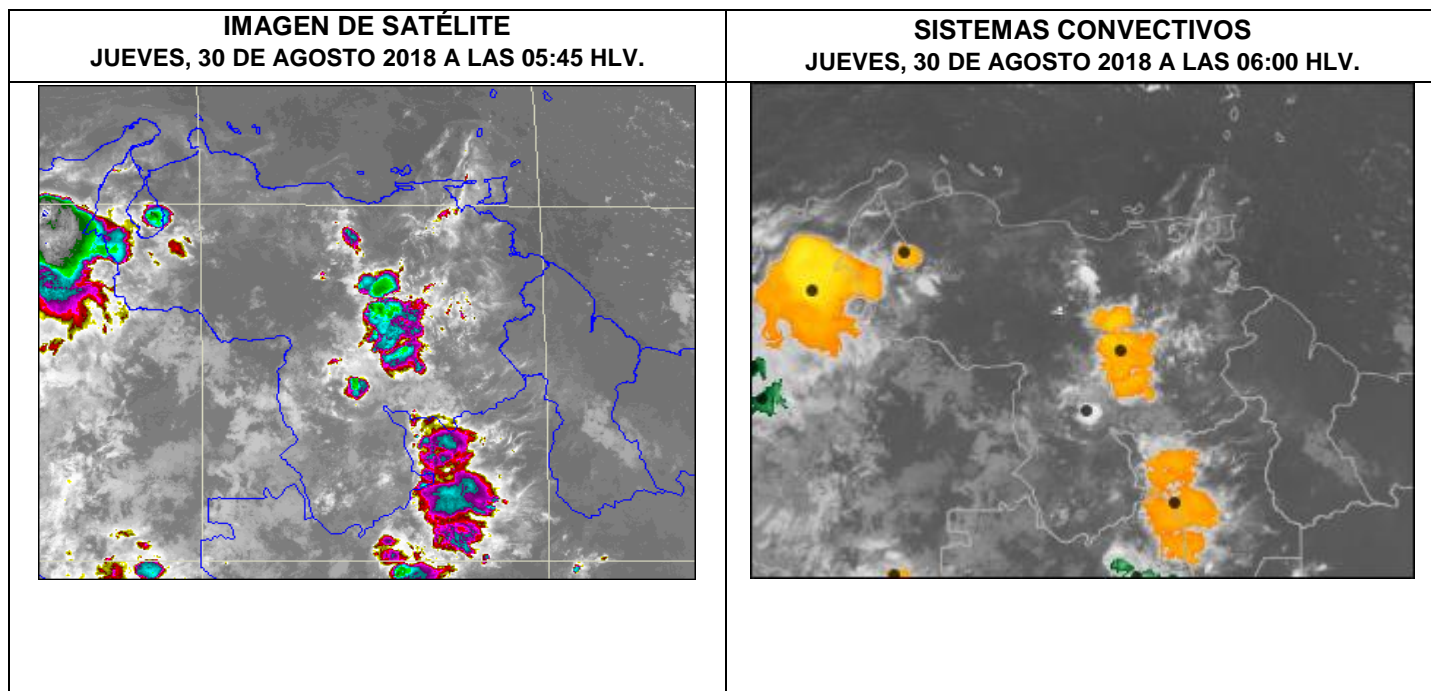 IMAGEN DE SATÉLITE
JUEVES, 30 DE AGOSTO 2018 A LAS 05:45 HLV.
SISTEMAS CONVECTIVOS
JUEVES, 30 DE AGOSTO 2018 A LAS 06:00 HLV.